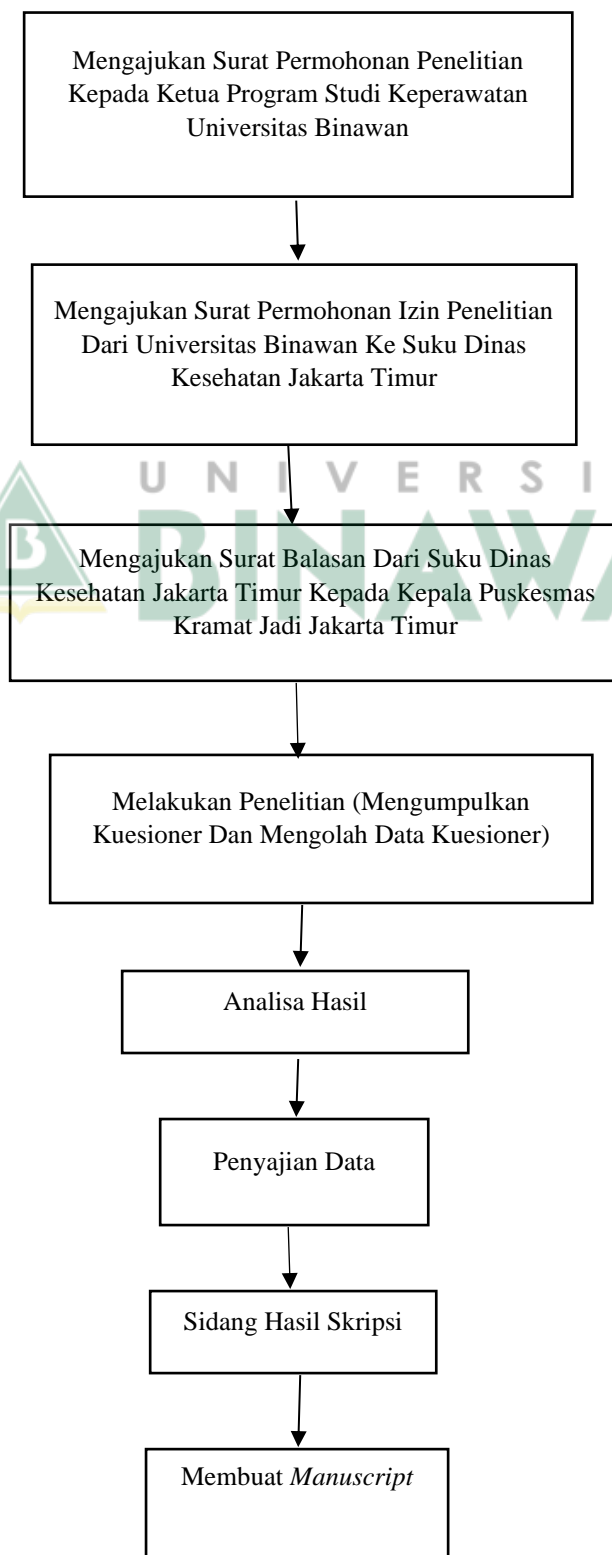 Mengajukan Surat Permohonan Penelitian
Kepada Ketua Program Studi Keperawatan
Universitas Binawan
Mengajukan Surat Permohonan Izin Penelitian
Dari Universitas Binawan Ke Suku Dinas
Kesehatan Jakarta Timur
UNIVERSI
B
BINAWA
Mengajukan Surat Balasan Dari Suku Dinas
Kesehatan Jakarta Timur Kepada Kepala Puskesmas
Kramat Jadi Jakarta Timur
Melakukan Penelitian (Mengumpulkan
Kuesioner Dan Mengolah Data Kuesioner)
Analisa Hasil
Penyajian Data
Sidang Hasil Skripsi
Membuat Manuscript